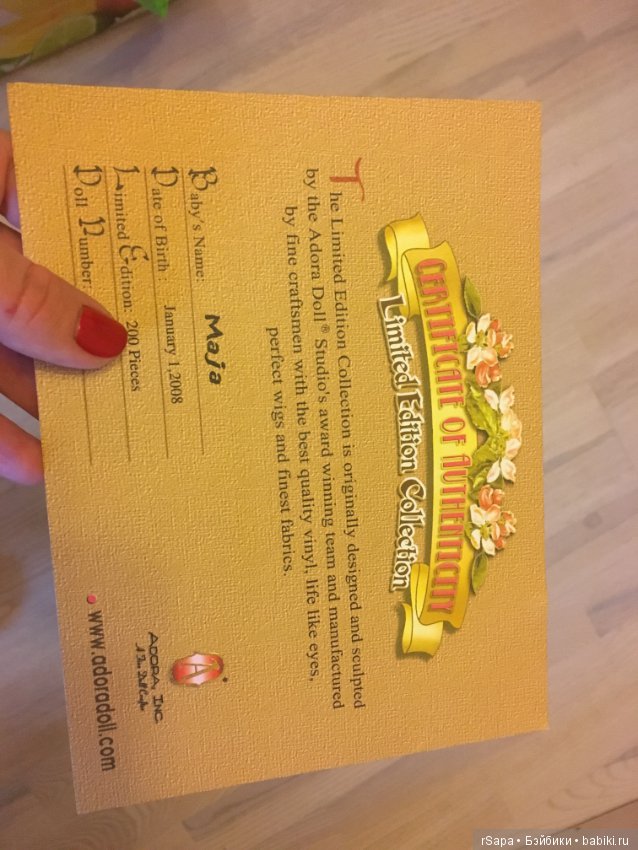 CERTIFICATE OF AUTHENTICITY
Limited Edition Collection
The Limited Edition Collection is originally designed and sculpted
by the Adora Doll® Studio's award winning team and manufactured
by fine craftsmen with the best quality vinyl, life like eyes,
perfect wigs and finest fabrics.
Baby's Name: Maja
Date of Birth : January 1,2008
Limited Edition: 200 Pieces
Doll Number:
A
ADORA, INC.
www.adoradoll.com
rSapa • Бэйбики • babiki.ru